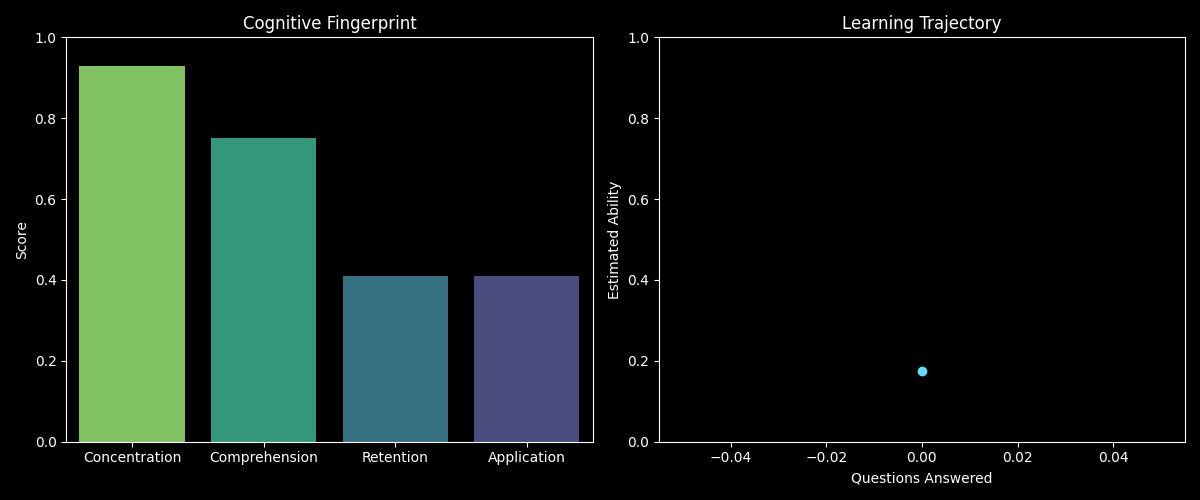 Cognitive Fingerprint
Score
1.0
0.8
0.6
0.4
0.2
0.0
Concentration
Comprehension
Retention
Application
Learning Trajectory
Estimated Ability
1.0
0.8
0.6
0.4
0.2
0.0
−0.04
−0.02
0.00
0.02
0.04
Questions Answered